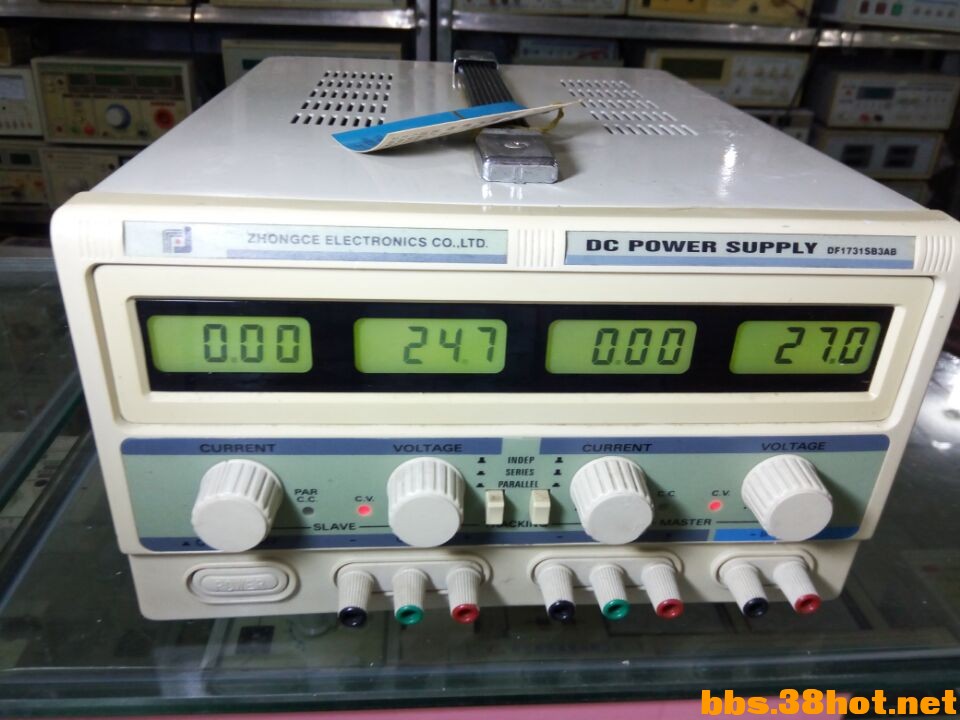 ZHONGCE ELECTRONICS CO.,LTD.
DC POWER SUPPLY DF1731SB3AB
0.00 24.7 0.00 27.0
CURRENT VOLTAGE CURRENT VOLTAGE
INDEP
SERIES
PARALLEL
PAR
C.C. C.V. C.C C.V.
SLAVE MASTER
POWER
bbs.38hot.net